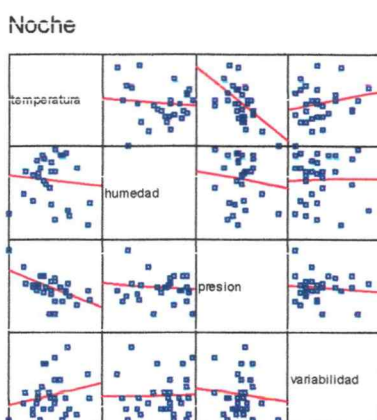 Noche
temperatura
humedad
presion
variabilidad